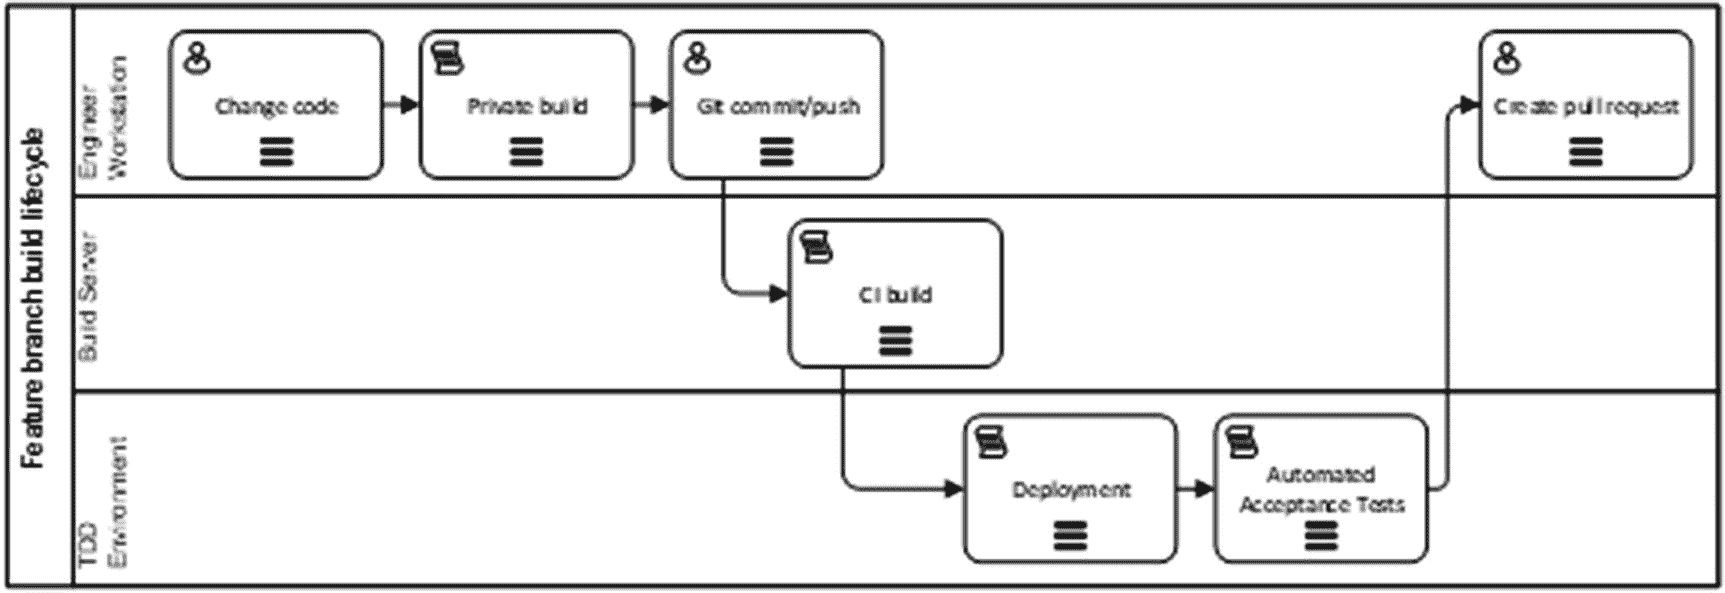 Feature branch build lifecycle
Engineer
Workstation
Change code
Private build
Git commit/push
Create pull request
Build Server
CI build
TDD
Environment
Deployment
Automated
Acceptance Tests